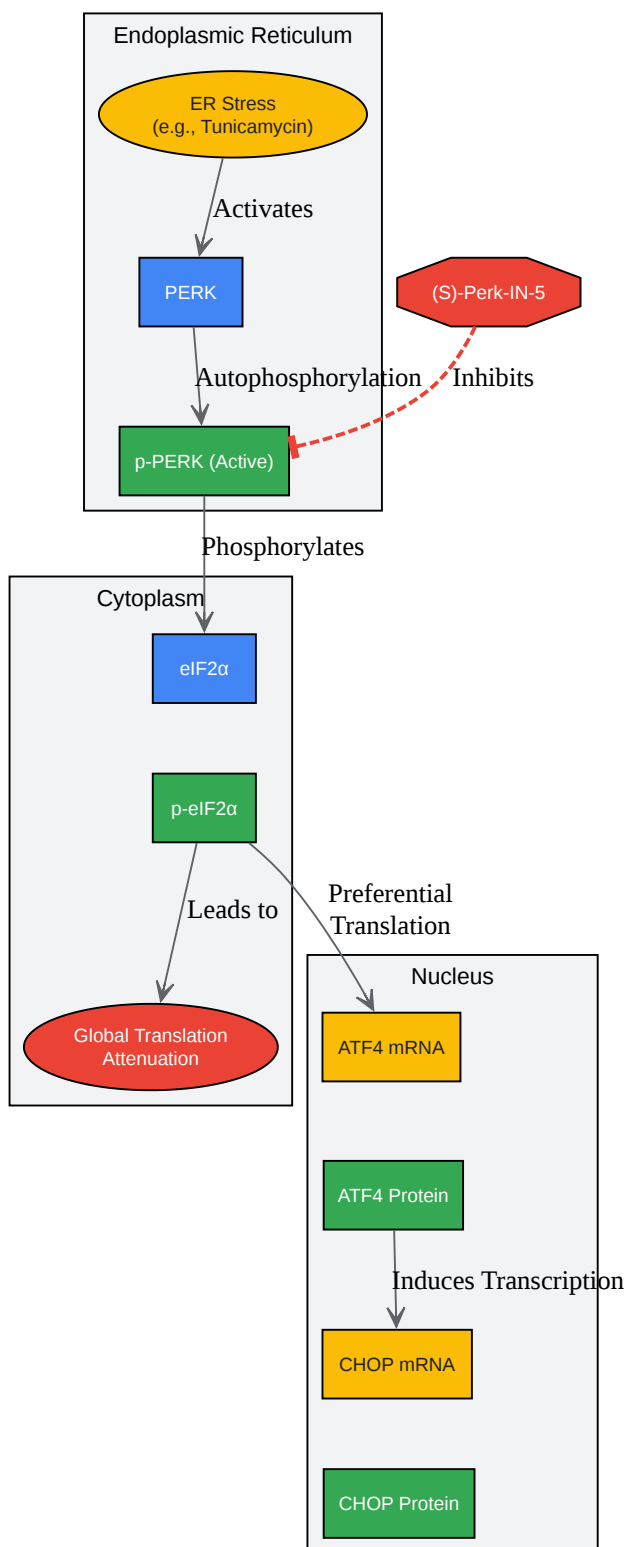 Endoplasmic Reticulum
ER Stress
(e.g., Tunicamycin)
Activates
PERK
(S)-Perk-IN-5
Autophosphorylation
Inhibits
p-PERK (Active)
Phosphorylates
Cytoplasm
eIF2α
p-eIF2α
Leads to
Preferential
Translation
Nucleus
Global Translation
Attenuation
ATF4 mRNA
ATF4 Protein
Induces Transcription
CHOP mRNA
CHOP Protein